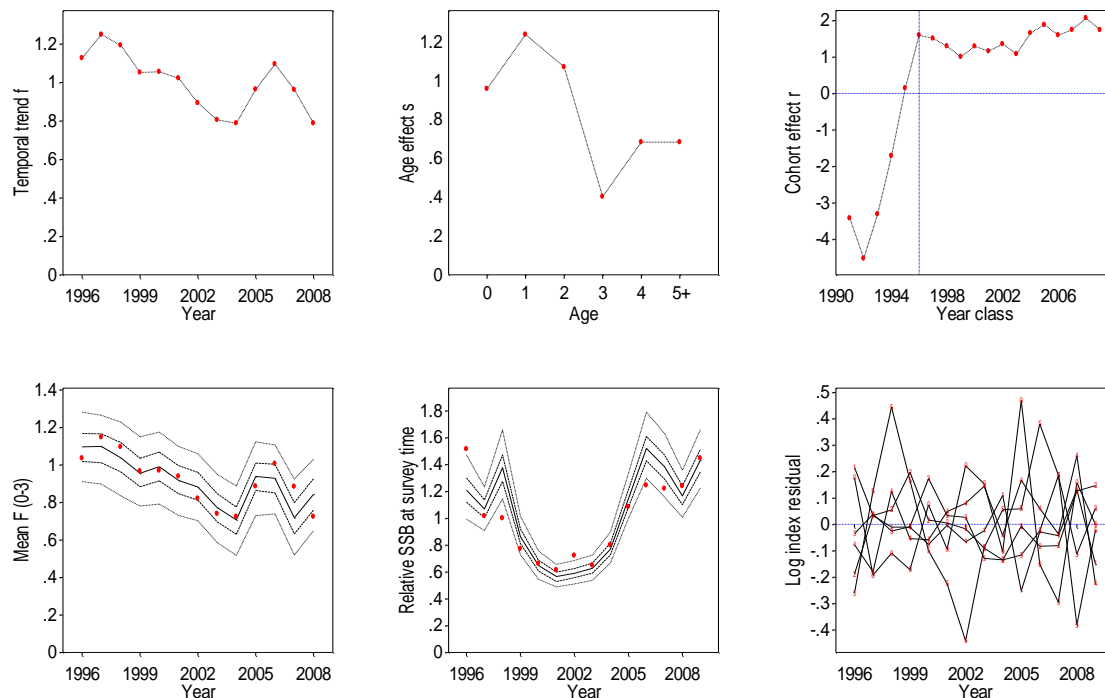 Temporal trend f
1.2
1
.8
.6
.4
.2
0
1996 1999 2002 2005 2008
Year
Age effect s
1.2
1
.8
.6
.4
.2
0
0 1 2 3 4 5+
Age
Cohort effect r
2
1
0
-1
-2
-3
-4
1990 1994 1998 2002 2006
Year class
Mean F (0-3)
1.4
1.2
1
.8
.6
.4
.2
0
1996 1999 2002 2005 2008
Year
Relative SSB at survey time
1.8
1.6
1.4
1.2
1
.8
.6
.4
.2
0
1996 1999 2002 2005 2008
Year
Log index residual
.5
.4
.3
.2
.1
0
-.1
-.2
-.3
-.4
1996 1999 2002 2005 2008
Year